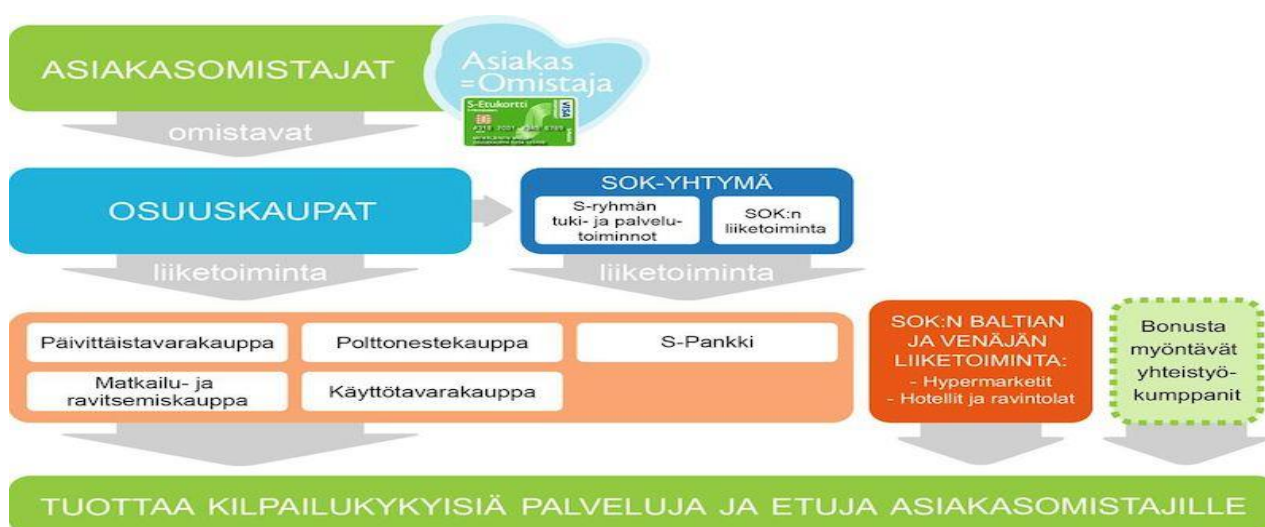 ASIAKASOMISTAJAT
Asiakas
=Omistaja
S-Etukortti
VISA
omistavat
OSUUSKAUPAT
SOK-YHTYMÄ
S-ryhmän
tuki- ja palvelu-
toiminnot
SOK:n
liiketoiminta
liiketoiminta
liiketoiminta
Päivittäistavarakauppa
Polttonestekauppa
S-Pankki
Matkailu- ja
ravitsemiskauppa
Käyttötavarakauppa
SOK:N BALTIAN
JA VENÄJÄN
LIIKETOIMINTA:
- Hypermarketit
- Hotellit ja ravintolat
Bonusta
myöntävät
yhteistyö-
kumppanit
TUOTTAA KILPAILUKYKYISIÄ PALVELUJA JA ETUJA ASIAKASOMISTAJILLE